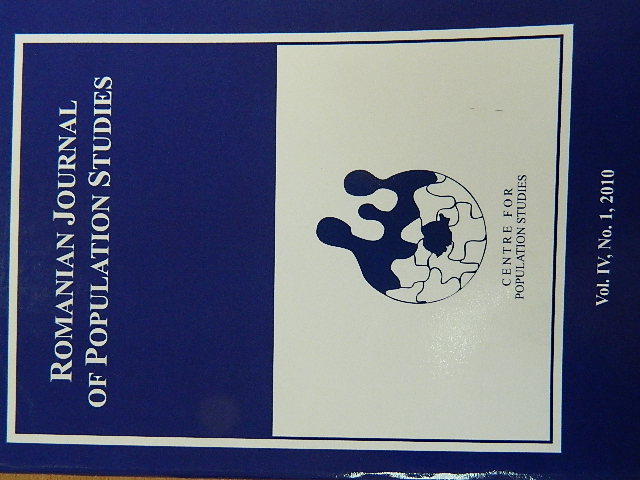 ROMANIAN JOURNAL
OF POPULATION STUDIES
CENTRE FOR
POPULATION STUDIES
Vol. IV, No. 1, 2010